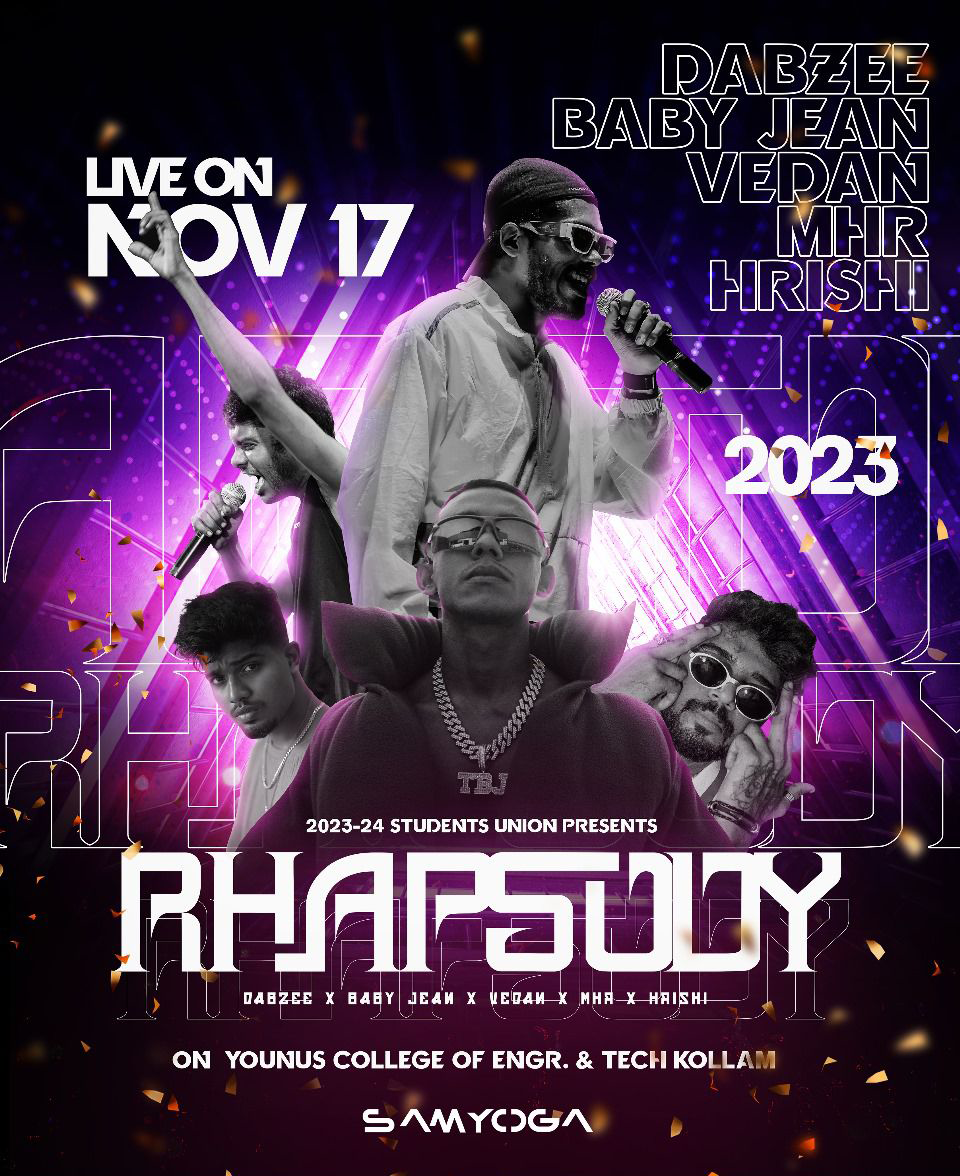 DABZEE
BABY JEAN
VEDAN
MHR
HRISHI
LIVE ON
NOV 17
2023
TBJ
2023-24 STUDENTS UNION PRESENTS
RHAPSODY
DABZEE X BABY JEAN X VEDAN X MHR X HRISHI
ON YOUNUS COLLEGE OF ENGR. & TECH KOLLAM
SAMYOGA